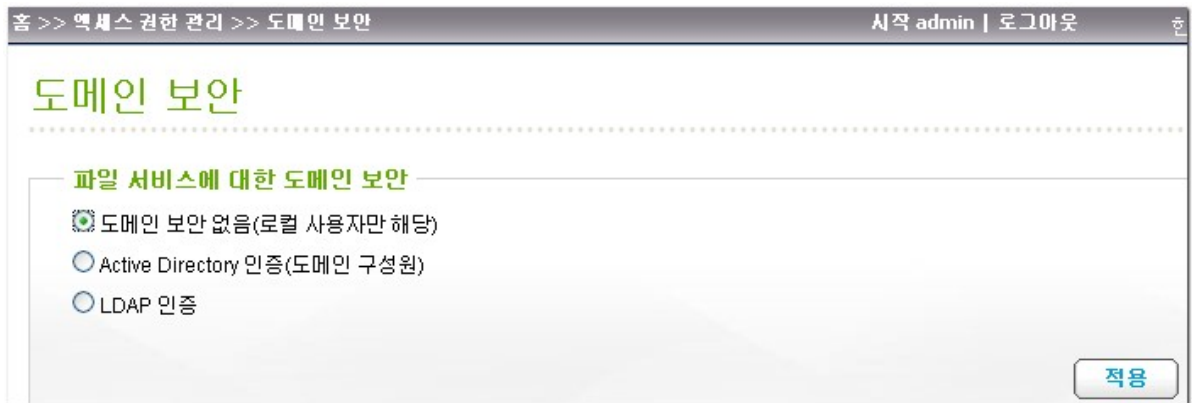 홈 >> 액세스 권한 관리 >> 도메인 보안 시작 admin | 로그아웃 한
도메인 보안
파일 서비스에 대한 도메인 보안
도메인 보안 없음(로컬 사용자만 해당)
Active Directory 인증(도메인 구성원)
LDAP 인증
적용